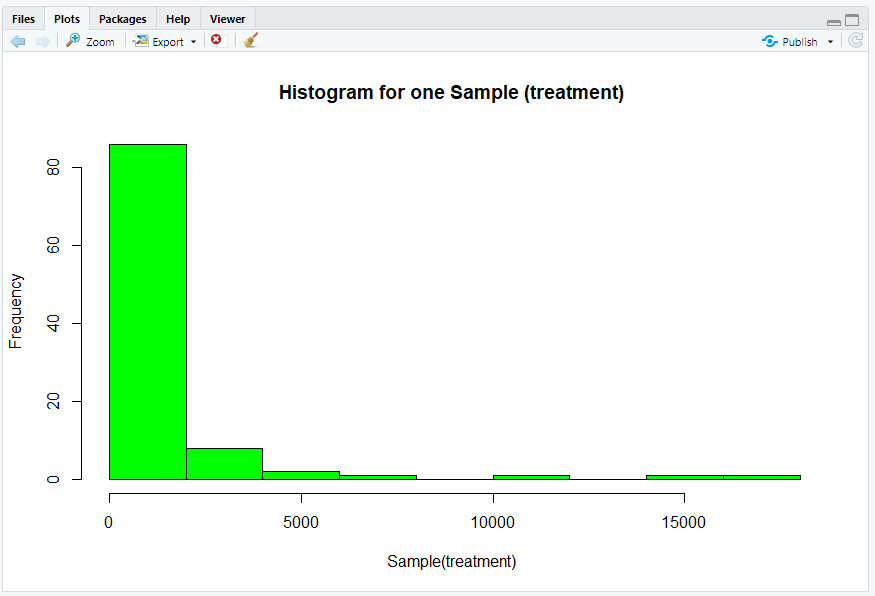 Files Plots Packages Help Viewer
Zoom Export Publish
Histogram for one Sample (treatment)
Frequency
80
60
40
20
0
0 5000 10000 15000
Sample(treatment)